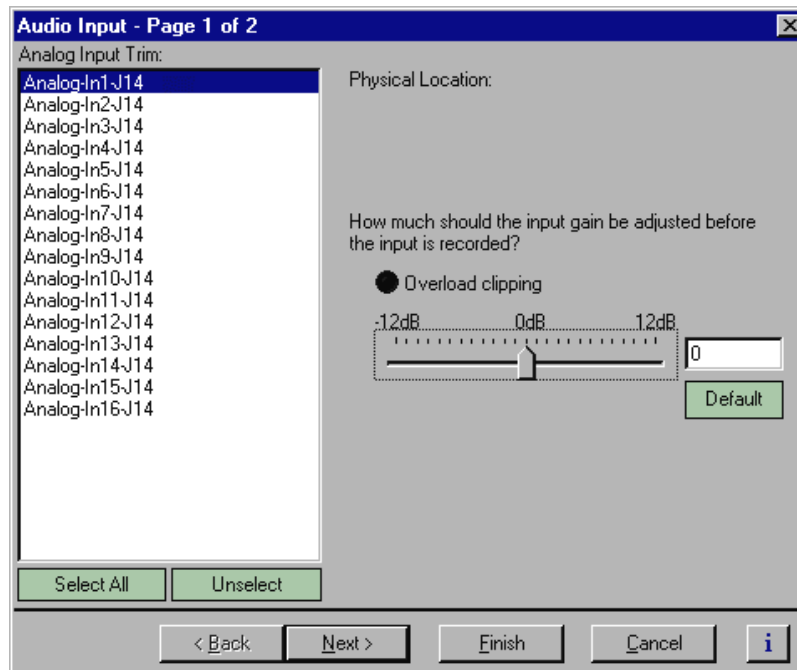 Audio Input - Page 1 of 2
Analog Input Trim:
Analog-In1-J14
Analog-In2-J14
Analog-In3-J14
Analog-In4-J14
Analog-In5-J14
Analog-In6-J14
Analog-In7-J14
Analog-In8-J14
Analog-In9-J14
Analog-In10-J14
Analog-In11-J14
Analog-In12-J14
Analog-In13-J14
Analog-In14-J14
Analog-In15-J14
Analog-In16-J14
Select All
Unselect
Physical Location:
How much should the input gain be adjusted before
the input is recorded?
Overload clipping
-12dB 0dB 12dB
0
Default
< Back
Next >
Finish
Cancel
i